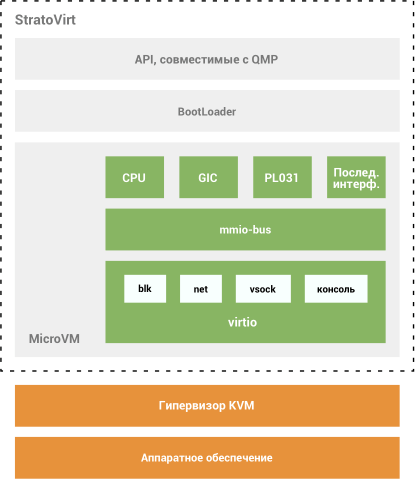 StratoVirt
API, совместимые с QMP
BootLoader
CPU
GIC
PL031
Послед.
интерф.
mmio-bus
blk
net
vsock
консоль
virtio
MicroVM
Гипервизор KVM
Аппаратное обеспечение